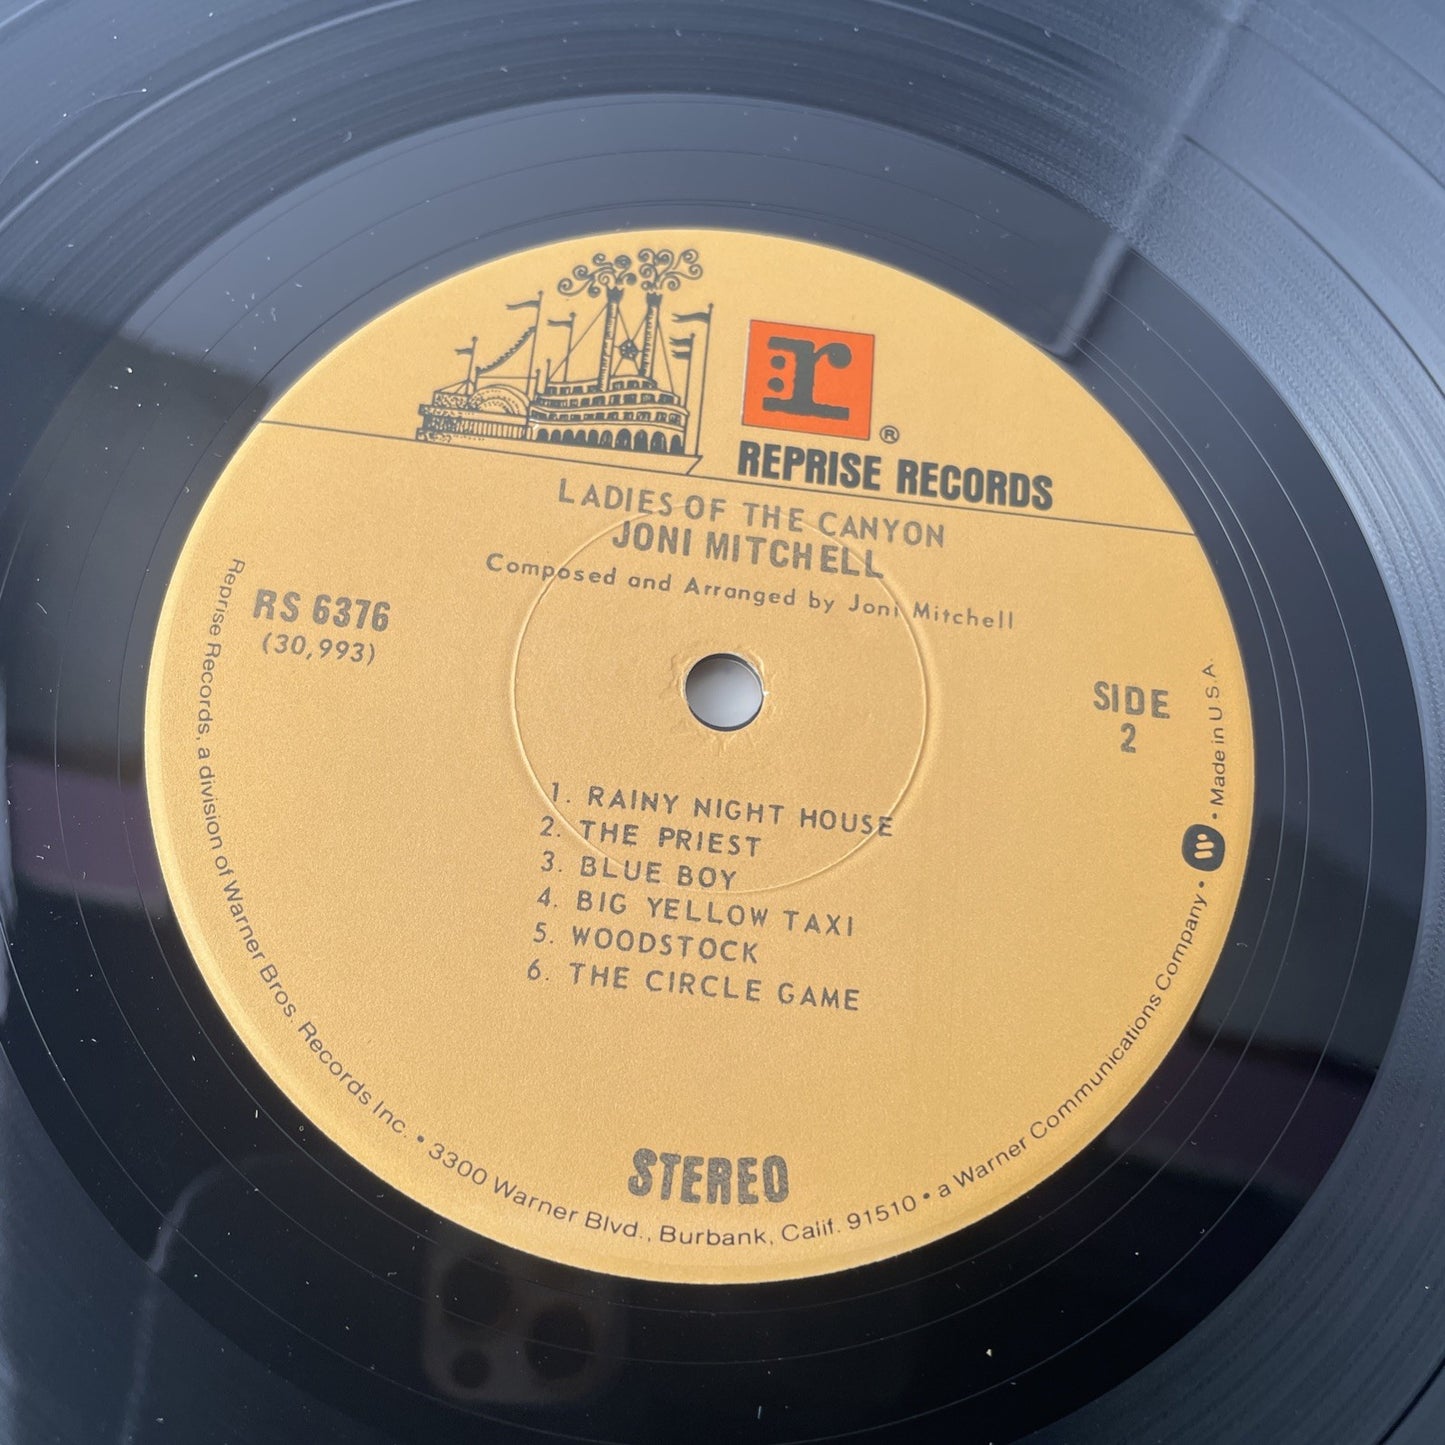 r
®
REPRISE RECORDS
LADIES OF THE CANYON
JONI MITCHELL
Composed and Arranged by Joni Mitchell
RS 6376
(30,993)
SIDE
2
1. RAINY NIGHT HOUSE
2. THE PRIEST
3. BLUE BOY
4. BIG YELLOW TAXI
5. WOODSTOCK
6. THE CIRCLE GAME
STEREO
Reprise Records, a division of Warner Bros. Records Inc. • 3300 Warner Blvd., Burbank, Calif. 91510 • a Warner Communications Company • W • Made in U.S.A.